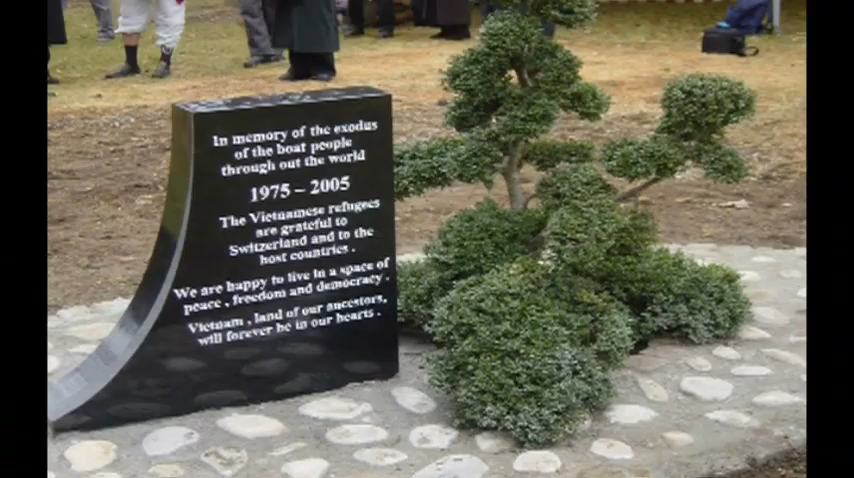 In memory of the exodus
of the boat people
through out the world
1975 – 2005
The Vietnamese refugees
are grateful to
Switzerland and to the
host countries .
We are happy to live in a space of
peace , freedom and democracy .
Vietnam , land of our ancestors,
will forever be in our hearts .